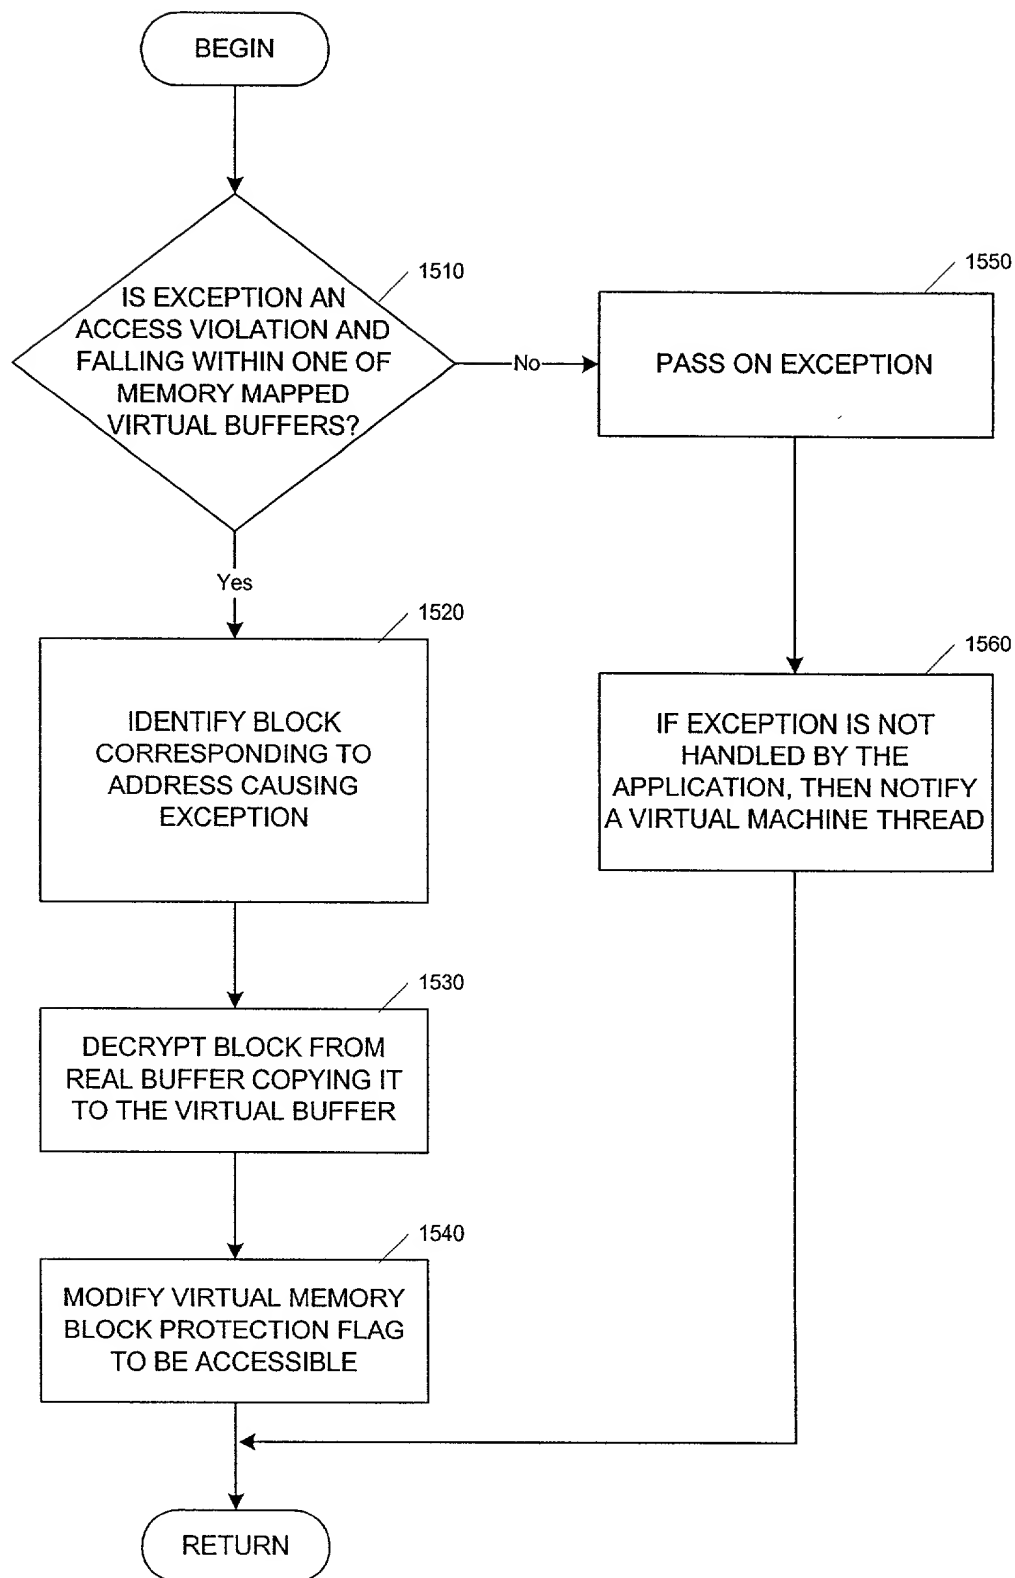 BEGIN
1510
IS EXCEPTION AN
ACCESS VIOLATION AND
FALLING WITHIN ONE OF
MEMORY MAPPED
VIRTUAL BUFFERS?
No
1550
PASS ON EXCEPTION
Yes
1520
IDENTIFY BLOCK
CORRESPONDING TO
ADDRESS CAUSING
EXCEPTION
1560
IF EXCEPTION IS NOT
HANDLED BY THE
APPLICATION, THEN NOTIFY
A VIRTUAL MACHINE THREAD
1530
DECRYPT BLOCK FROM
REAL BUFFER COPYING IT
TO THE VIRTUAL BUFFER
1540
MODIFY VIRTUAL MEMORY
BLOCK PROTECTION FLAG
TO BE ACCESSIBLE
RETURN